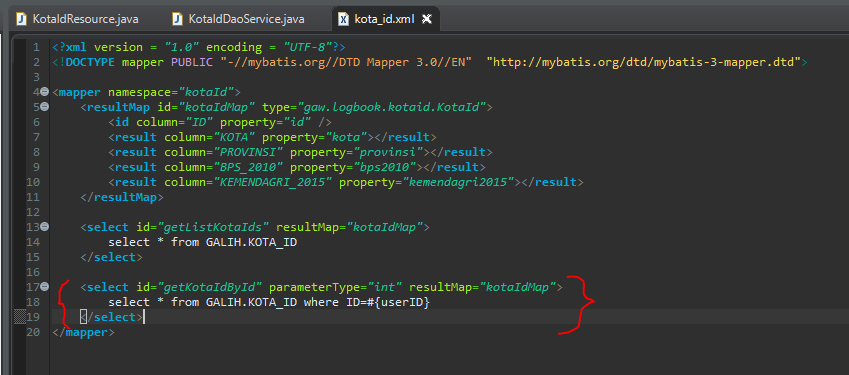 KotaIdResource.java KotaIdDaoService.java kota_id.xml
1 <?xml version = "1.0" encoding = "UTF-8"?>
2 <!DOCTYPE mapper PUBLIC "-//mybatis.org//DTD Mapper 3.0//EN"  "http://mybatis.org/dtd/mybatis-3-mapper.dtd">
3
4 <mapper namespace="kotaId">
5     <resultMap id="kotaIdMap" type="gaw.logbook.kotaid.KotaId">
6         <id column="ID" property="id" />
7         <result column="KOTA" property="kota"></result>
8         <result column="PROVINSI" property="provinsi"></result>
9         <result column="BPS_2010" property="bps2010"></result>
10         <result column="KEMENDAGRI_2015" property="kemendagri2015"></result>
11     </resultMap>
12
13     <select id="getListKotaIds" resultMap="kotaIdMap">
14         select * from GALIH.KOTA_ID
15     </select>
16
17     <select id="getKotaIdById" parameterType="int" resultMap="kotaIdMap">
18         select * from GALIH.KOTA_ID where ID=#{userID}
19     </select>
20 </mapper>